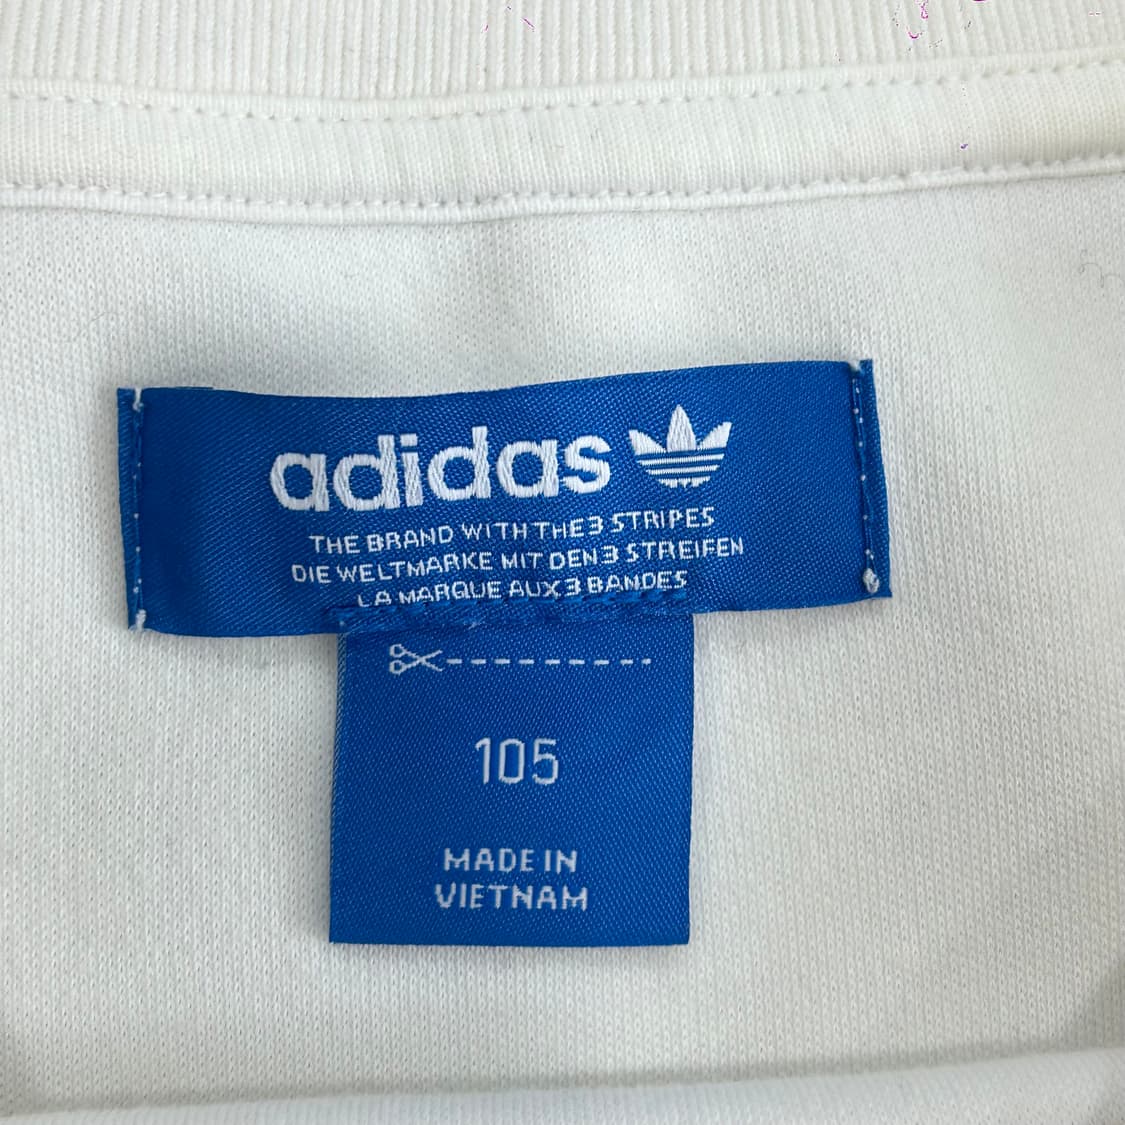 adidas
THE BRAND WITH THE 3 STRIPES
DIE WELTMARKE MIT DEN 3 STREIFEN
LA MARQUE AUX 3 BANDES
105
MADE IN
VIETNAM